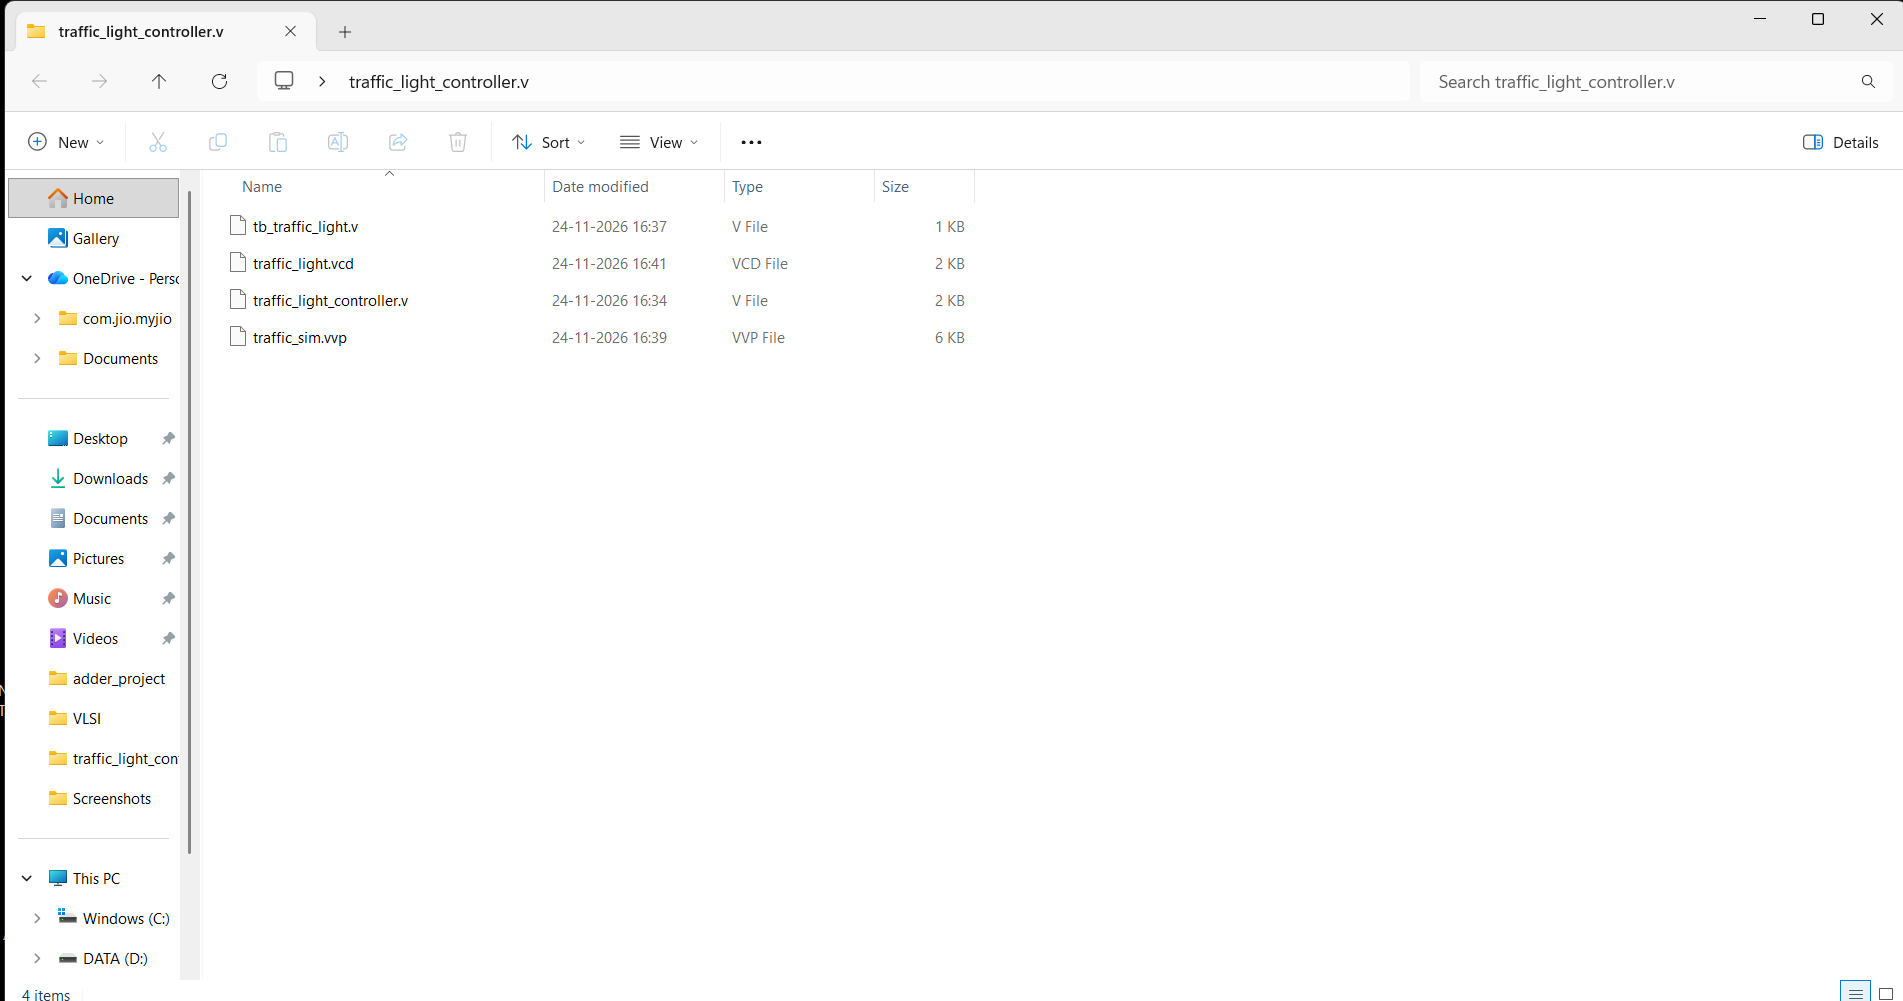 traffic_light_controller.v
traffic_light_controller.v
Search traffic_light_controller.v
New
Sort
View
Details
Home
Gallery
OneDrive - Perso
com.jio.myjio
Documents
Desktop
Downloads
Documents
Pictures
Music
Videos
adder_project
VLSI
traffic_light_con
Screenshots
This PC
Windows (C:)
DATA (D:)
Name Date modified Type Size
tb_traffic_light.v 24-11-2026 16:37 V File 1 KB
traffic_light.vcd 24-11-2026 16:41 VCD File 2 KB
traffic_light_controller.v 24-11-2026 16:34 V File 2 KB
traffic_sim.vvp 24-11-2026 16:39 VVP File 6 KB
4 items